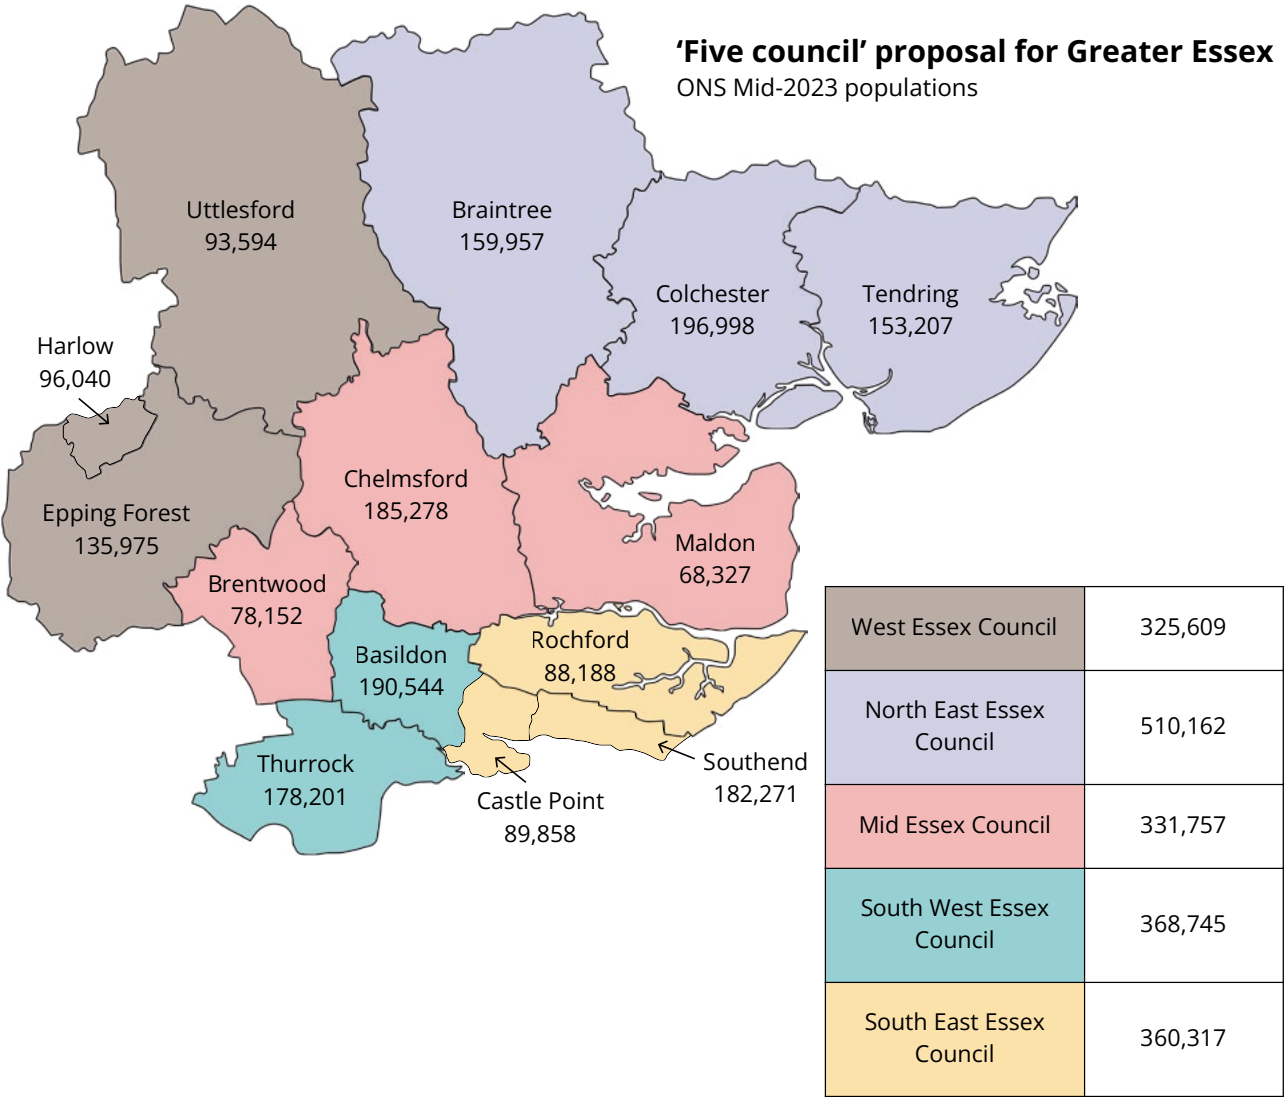 ‘Five council’ proposal for Greater Essex
ONS Mid-2023 populations
Uttlesford
93,594
Braintree
159,957
Colchester
196,998
Tendring
153,207
Harlow
96,040
Chelmsford
185,278
Epping Forest
135,975
Maldon
68,327
Brentwood
78,152
Basildon
190,544
Rochford
88,188
Thurrock
178,201
Southend
182,271
Castle Point
89,858
West Essex Council
325,609
North East Essex
Council
510,162
Mid Essex Council
331,757
South West Essex
Council
368,745
South East Essex
Council
360,317